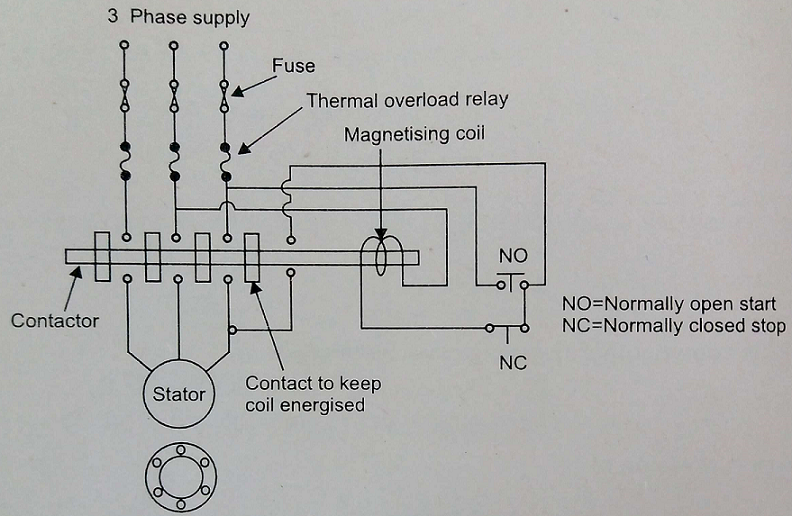 3 Phase supply
Fuse
Thermal overload relay
Magnetising coil
NO
NO=Normally open start
NC=Normally closed stop
Contactor
NC
Contact to keep
coil energised
Stator